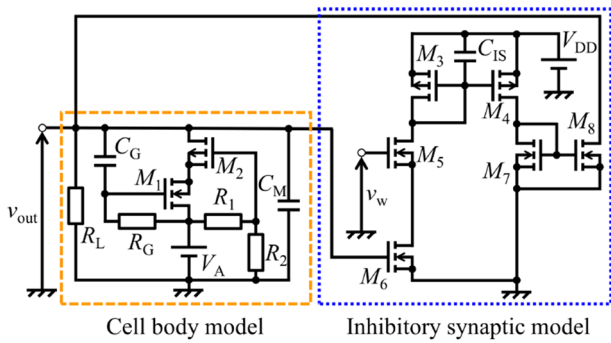 M3
CIS
VDD
M4
M8
CG
M2
M5
M7
M1
CM
vout
R1
vw
RL
RG
R2
VA
M6
Cell body model
Inhibitory synaptic model